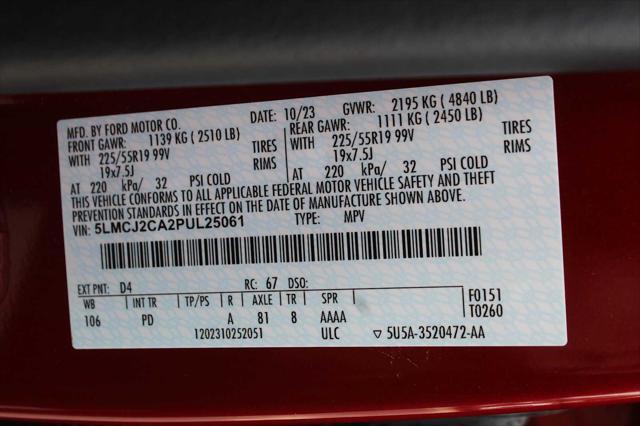 MFD. BY FORD MOTOR CO. DATE: 10/23 GVWR: 2195 KG ( 4840 LB)
FRONT GAWR: 1139 KG ( 2510 LB) REAR GAWR: 1111 KG ( 2450 LB)
WITH 225/55R19 99V TIRES WITH 225/55R19 99V TIRES
19x7.5J RIMS 19x7.5J RIMS
AT 220 kPa/ 32 PSI COLD AT 220 kPa/ 32 PSI COLD
THIS VEHICLE CONFORMS TO ALL APPLICABLE FEDERAL MOTOR VEHICLE SAFETY AND THEFT
PREVENTION STANDARDS IN EFFECT ON THE DATE OF MANUFACTURE SHOWN ABOVE.
VIN: 5LMCJ2CA2PUL25061 TYPE: MPV
EXT PNT: D4 RC: 67 DSO:
WB INT TR TP/PS R AXLE TR SPR F0151
106 PD A 81 8 AAAA T0260
1202310252051 ULC ▽ 5U5A-3520472-AA